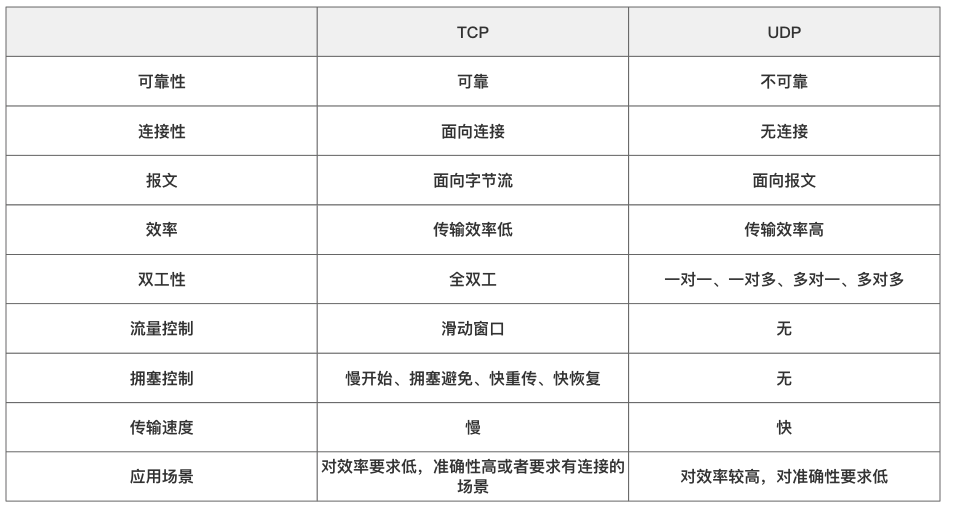 TCP UDP
可靠性 可靠 不可靠
连接性 面向连接 无连接
报文 面向字节流 面向报文
效率 传输效率低 传输效率高
双工性 全双工 一对一、一对多、多对一、多对多
流量控制 滑动窗口 无
拥塞控制 慢开始、拥塞避免、快重传、快恢复 无
传输速度 慢 快
应用场景 对效率要求低，准确性高或者要求有连接的
场景 对效率较高，对准确性要求低